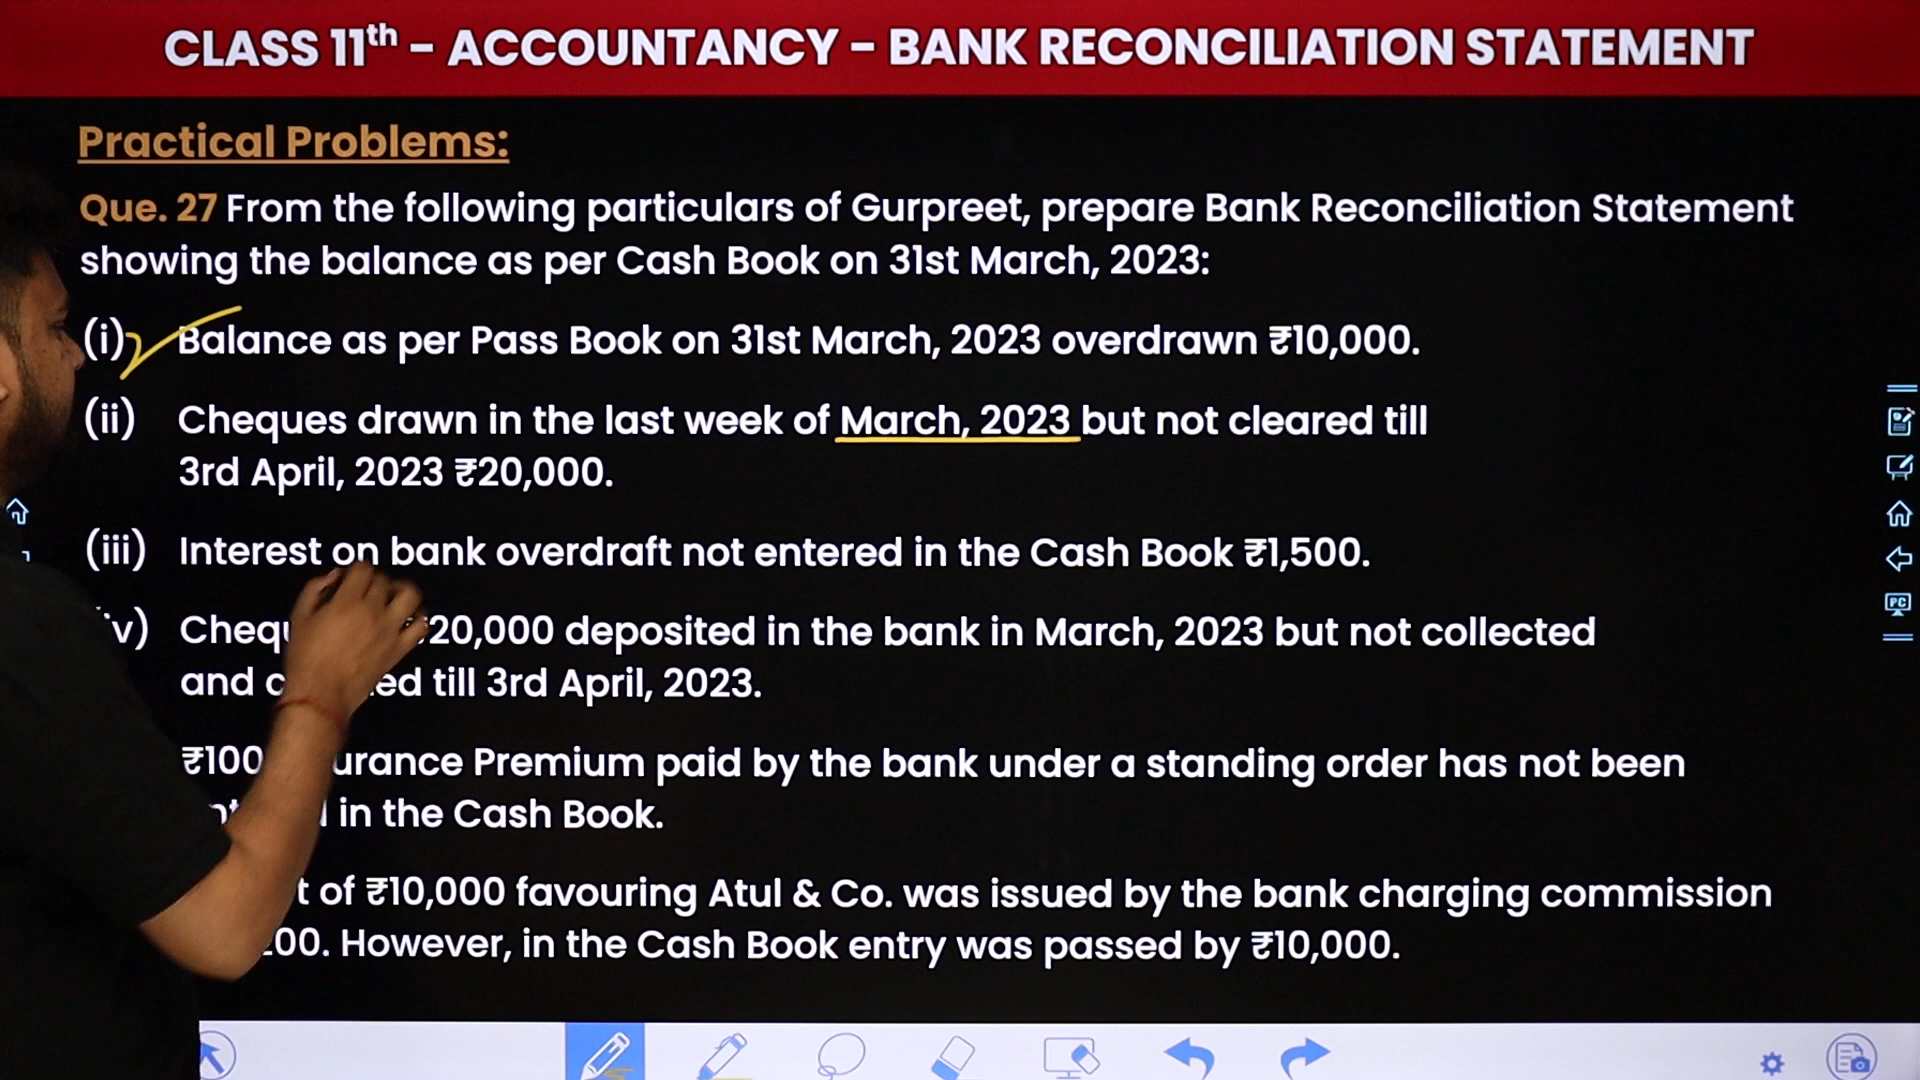 CLASS 11th - ACCOUNTANCY - BANK RECONCILIATION STATEMENT
Practical Problems:
Que. 27 From the following particulars of Gurpreet, prepare Bank Reconciliation Statement
showing the balance as per Cash Book on 31st March, 2023:
(i) Balance as per Pass Book on 31st March, 2023 overdrawn ₹10,000.
(ii) Cheques drawn in the last week of March, 2023 but not cleared till
3rd April, 2023 ₹20,000.
(iii) Interest on bank overdraft not entered in the Cash Book ₹1,500.
20,000 deposited in the bank in March, 2023 but not collected
and till 3rd April, 2023.
Premium paid by the bank under a standing order has not been
in the Cash Book.
of ₹10,000 favouring Atul & Co. was issued by the bank charging commission
However, in the Cash Book entry was passed by ₹10,000.
PC